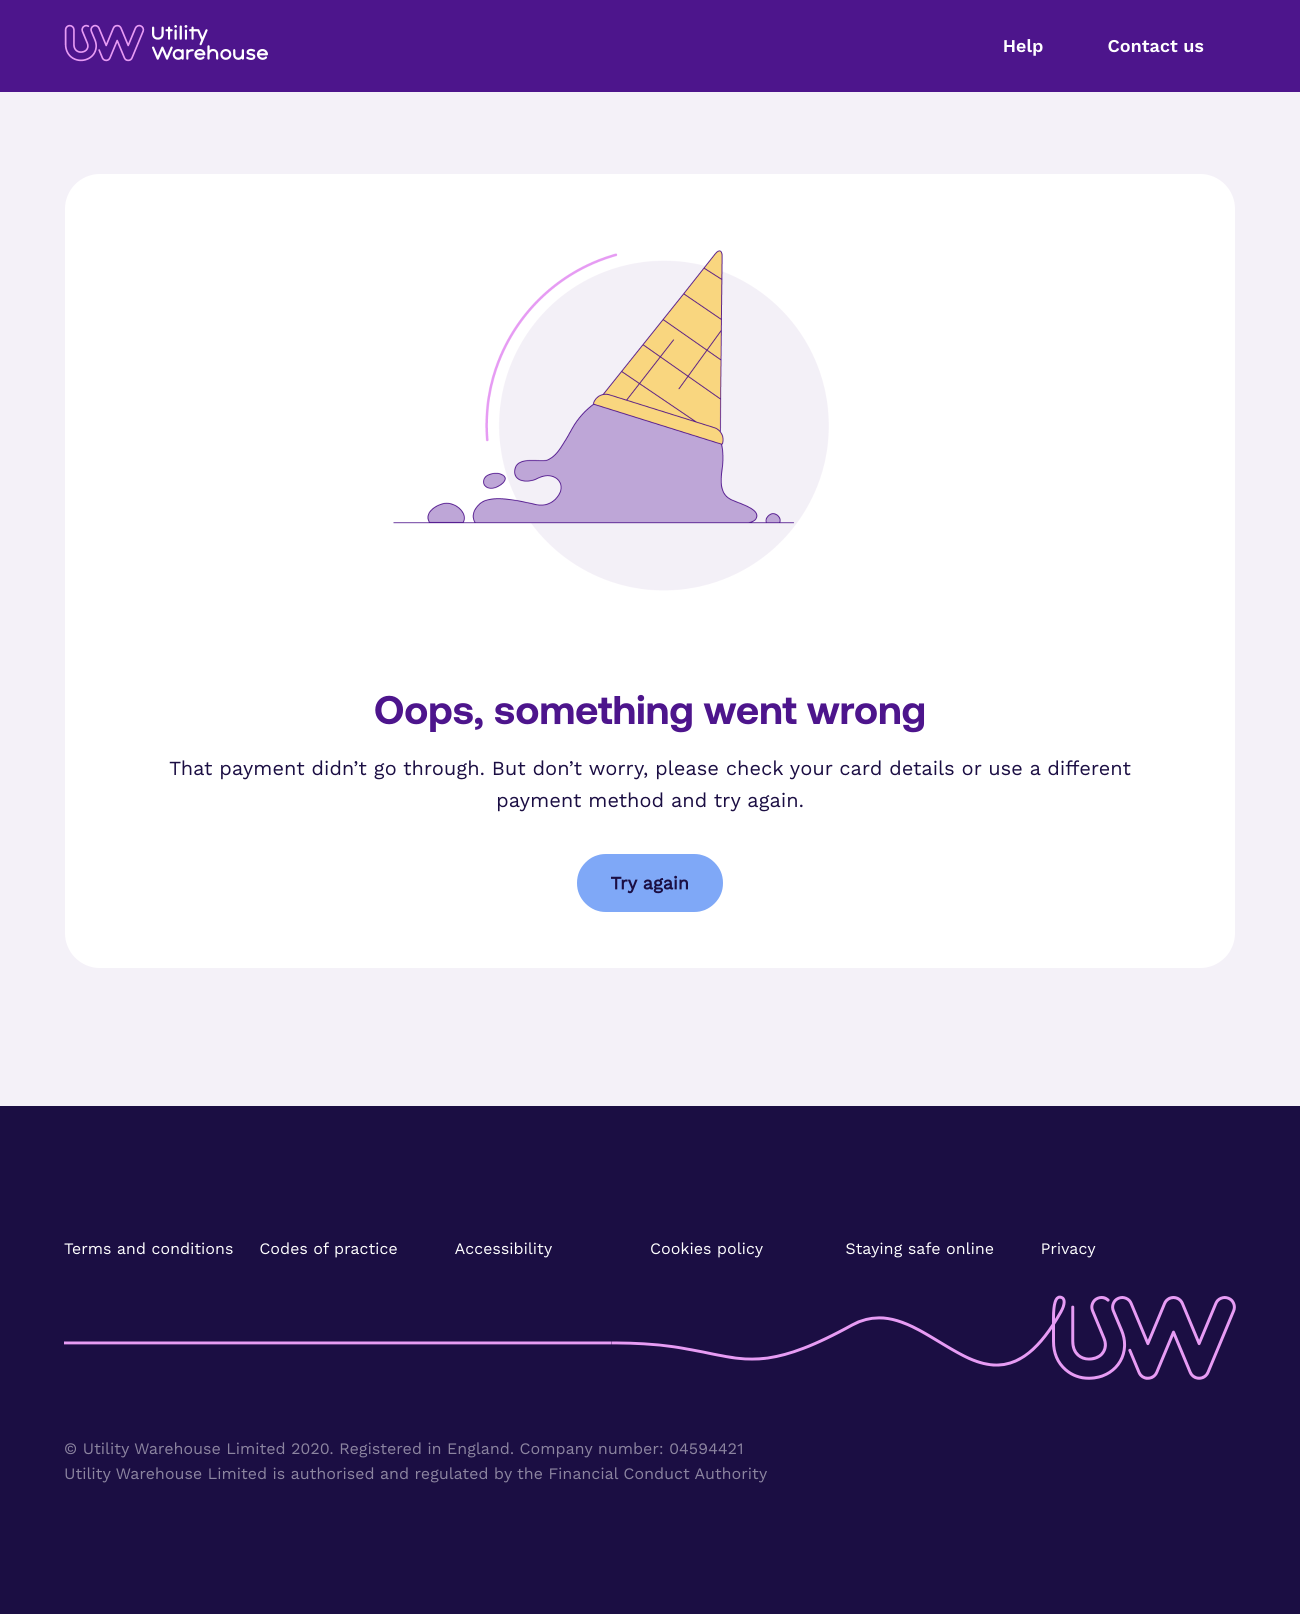 UW Utility
Warehouse
Help
Contact us
Oops, something went wrong
That payment didn’t go through. But don’t worry, please check your card details or use a different
payment method and try again.
Try again
Terms and conditions
Codes of practice
Accessibility
Cookies policy
Staying safe online
Privacy
UW
© Utility Warehouse Limited 2020. Registered in England. Company number: 04594421
Utility Warehouse Limited is authorised and regulated by the Financial Conduct Authority